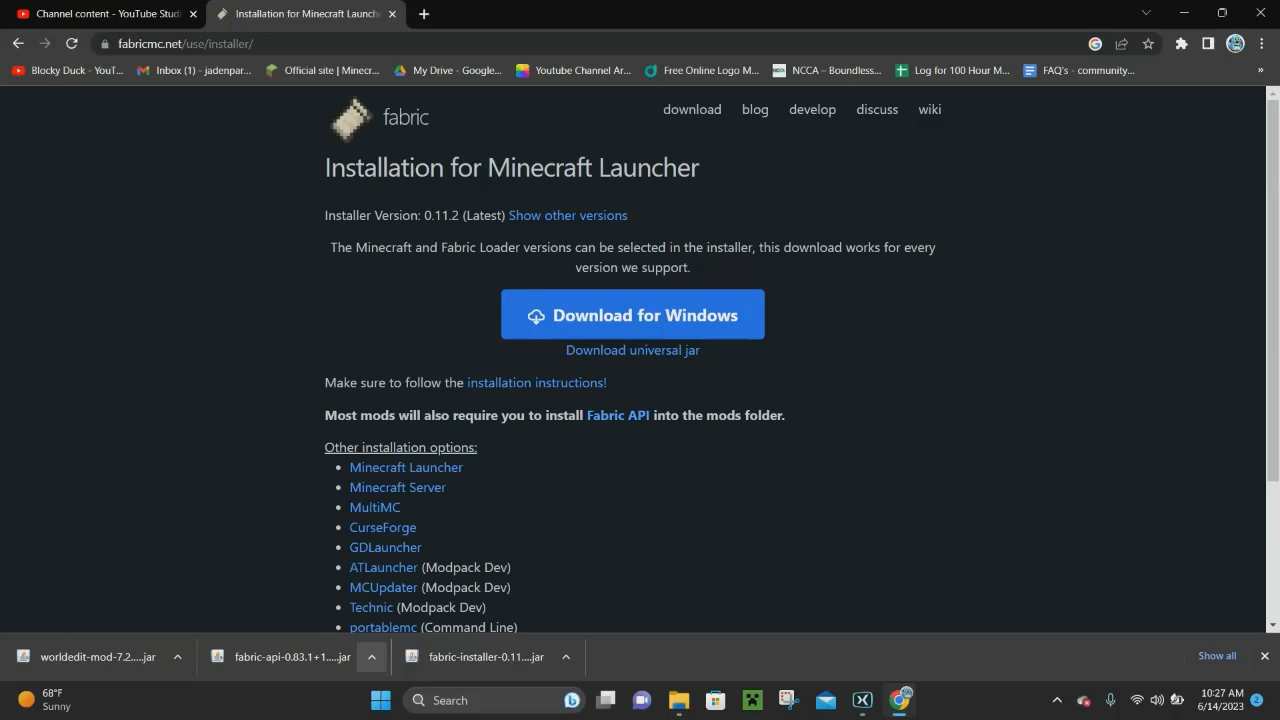 Channel content - YouTube Stud
Installation for Minecraft Launch
fabricmc.net/use/installer/
Blocky Duck - YouT...
Inbox (1) - jadenpar...
Official site | Minecr...
My Drive - Google...
Youtube Channel Ar...
Free Online Logo M...
NCCA – Boundless...
Log for 100 Hour M...
FAQ's - community...
»
fabric
download
blog
develop
discuss
wiki
Installation for Minecraft Launcher
Installer Version: 0.11.2 (Latest) Show other versions
The Minecraft and Fabric Loader versions can be selected in the installer, this download works for every
version we support.
Download for Windows
Download universal jar
Make sure to follow the installation instructions!
Most mods will also require you to install Fabric API into the mods folder.
Other installation options:
• Minecraft Launcher
• Minecraft Server
• MultiMC
• CurseForge
• GDLauncher
• ATLauncher (Modpack Dev)
• MCUpdater (Modpack Dev)
• Technic (Modpack Dev)
• portablemc (Command Line)
worldedit-mod-7.2.....jar
fabric-api-0.83.1+1.....jar
fabric-installer-0.11....jar
Show all
68°F
Sunny
Search
10:27 AM
6/14/2023
2